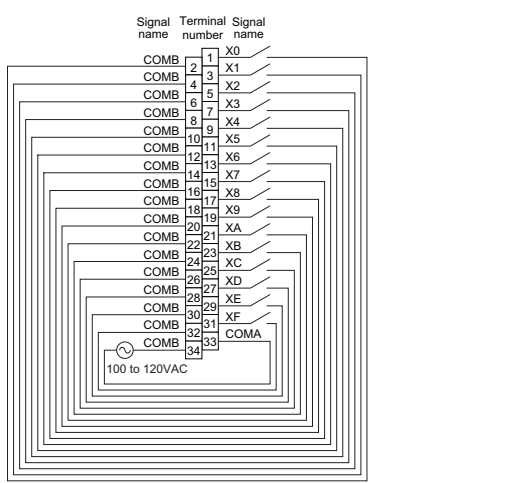 Signal name Terminal number Signal name
1 X0
COMB 2
3 X1
COMB 4
5 X2
COMB 6
7 X3
COMB 8
9 X4
COMB 10
11 X5
COMB 12
13 X6
COMB 14
15 X7
COMB 16
17 X8
COMB 18
19 X9
COMB 20
21 XA
COMB 22
23 XB
COMB 24
25 XC
COMB 26
27 XD
COMB 28
29 XE
COMB 30
31 XF
COMB 32
33 COMA
COMB 34
100 to 120VAC